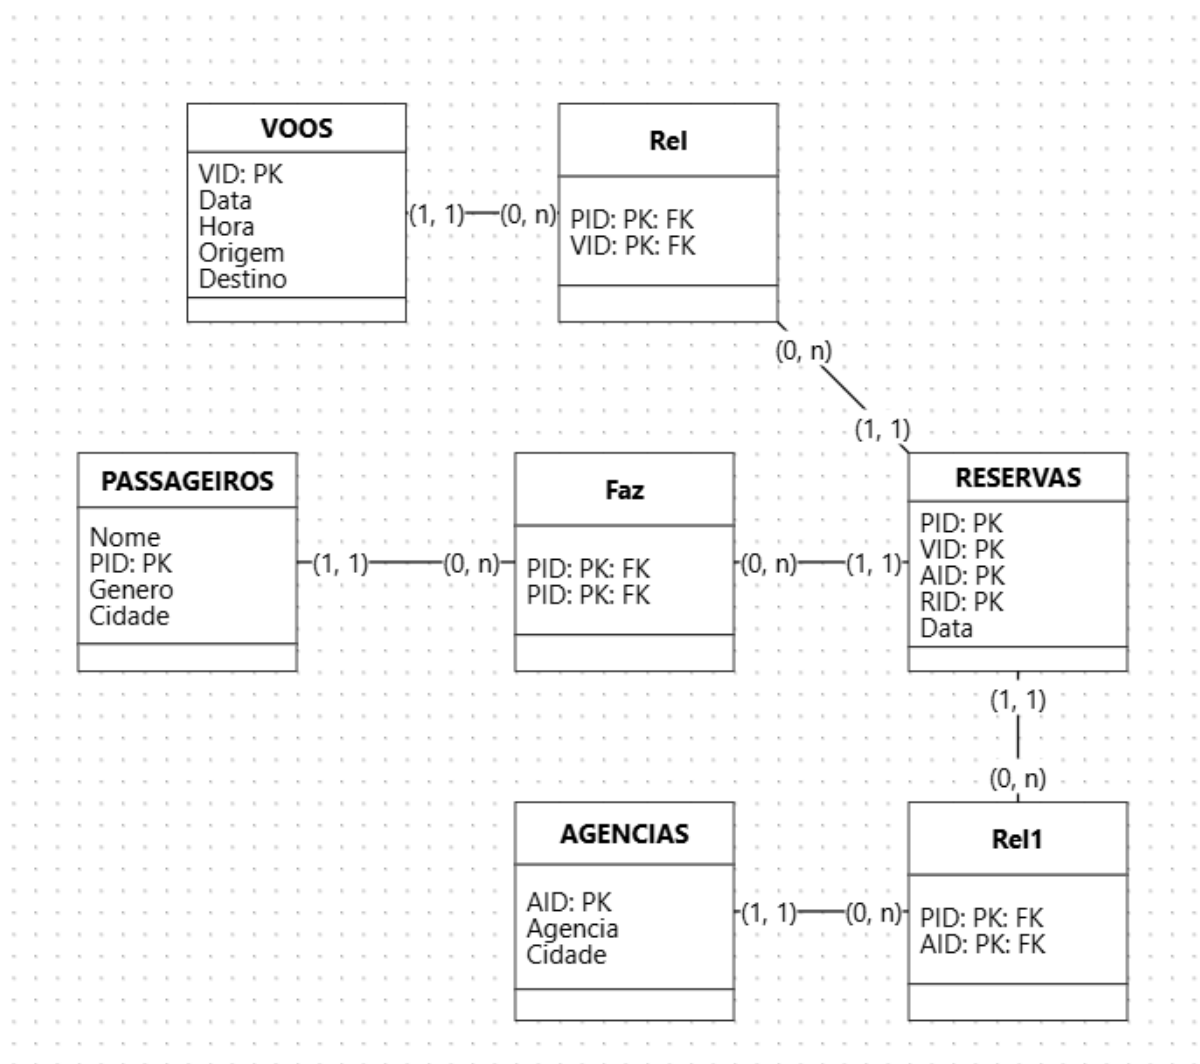 VOOS
VID: PK
Data
Hora
Origem
Destino
(1, 1)
(0, n)
Rel
PID: PK: FK
VID: PK: FK
(0, n)
(1, 1)
PASSAGEIROS
Nome
PID: PK
Genero
Cidade
(1, 1)
(0, n)
Faz
PID: PK: FK
PID: PK: FK
(0, n)
(1, 1)
RESERVAS
PID: PK
VID: PK
AID: PK
RID: PK
Data
(1, 1)
(0, n)
AGENCIAS
AID: PK
Agencia
Cidade
(1, 1)
(0, n)
Rel1
PID: PK: FK
AID: PK: FK